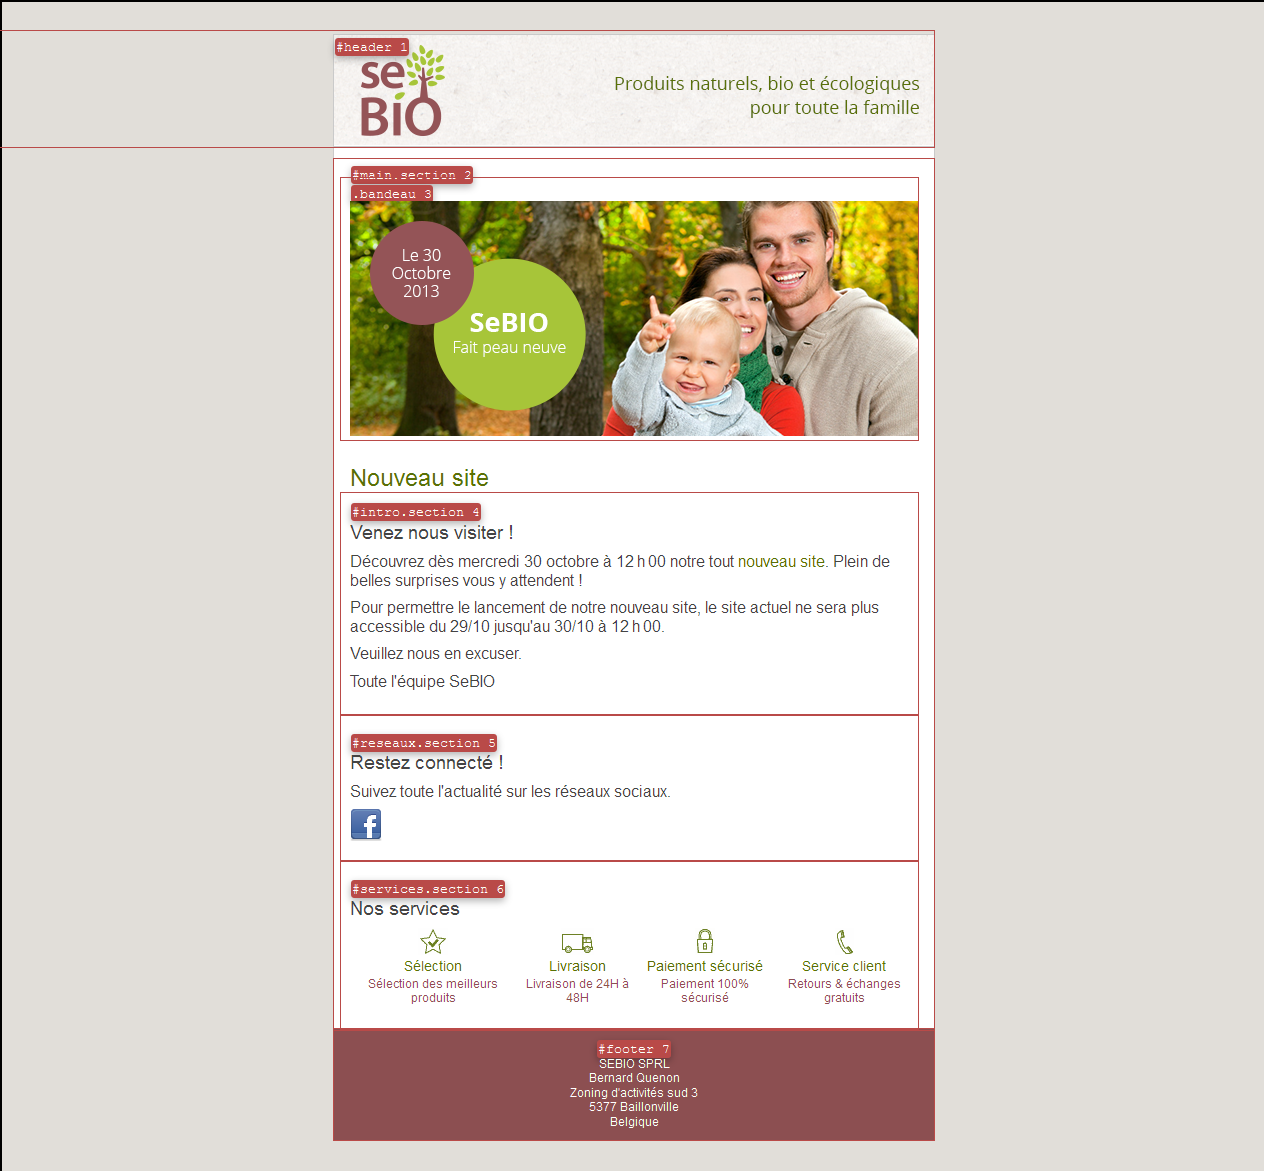 #header 1
se
BIO
Produits naturels, bio et écologiques
pour toute la famille
#main.section 2
.bandeau 3
Le 30
Octobre
2013
SeBIO
Fait peau neuve
Nouveau site
#intro.section 4
Venez nous visiter !
Découvrez dès mercredi 30 octobre à 12 h 00 notre tout nouveau site. Plein de
belles surprises vous y attendent !
Pour permettre le lancement de notre nouveau site, le site actuel ne sera plus
accessible du 29/10 jusqu'au 30/10 à 12 h 00.
Veuillez nous en excuser.
Toute l'équipe SeBIO
#reseaux.section 5
Restez connecté !
Suivez toute l'actualité sur les réseaux sociaux.
f
#services.section 6
Nos services
Sélection
Sélection des meilleurs
produits
Livraison
Livraison de 24H à
48H
Paiement sécurisé
Paiement 100%
sécurisé
Service client
Retours & échanges
gratuits
#footer 7
SEBIO SPRL
Bernard Quenon
Zoning d'activités sud 3
5377 Baillonville
Belgique